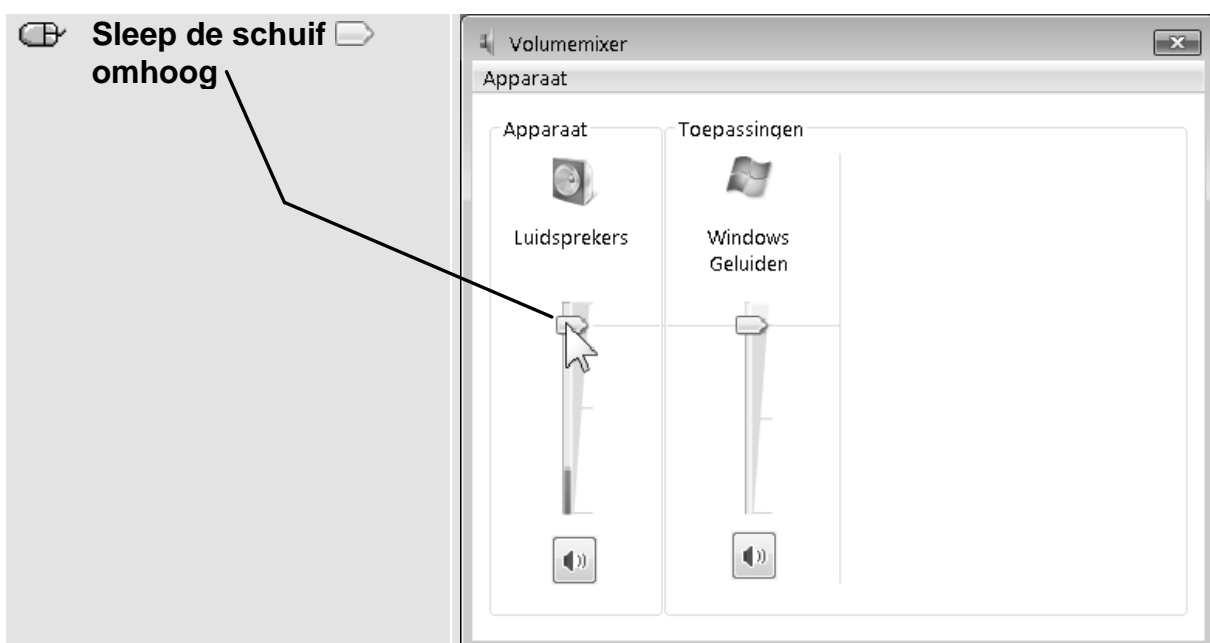 Sleep de schuif
omhoog
Volumemixer
Apparaat
Apparaat
Toepassingen
Luidsprekers
Windows
Geluiden